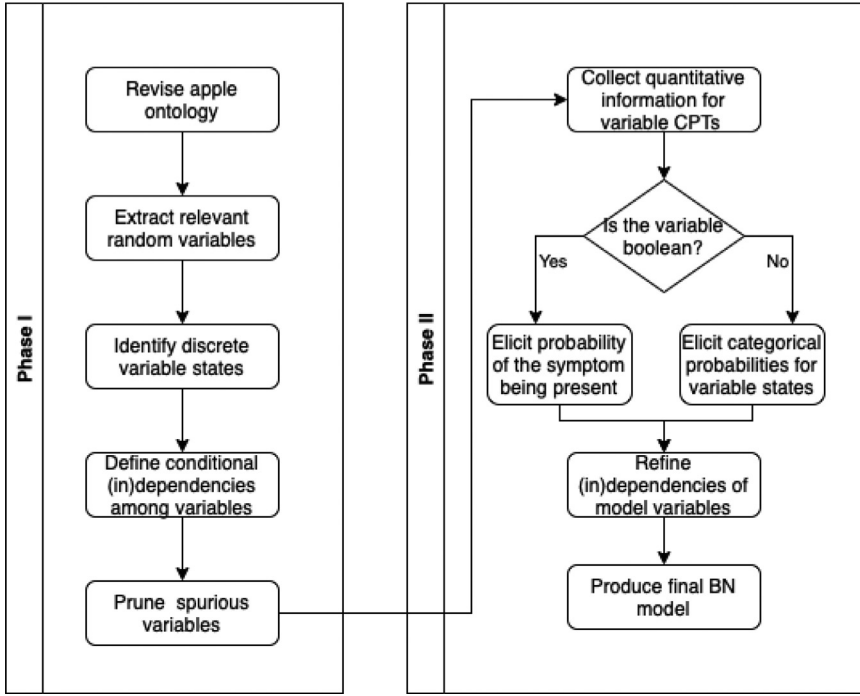 Phase I
Revise apple
ontology
Extract relevant
random variables
Identify discrete
variable states
Define conditional
(in)dependencies
among variables
Prune spurious
variables
Phase II
Collect quantitative
information for
variable CPTs
Is the variable
boolean?
Yes
No
Elicit probability
of the symptom
being present
Elicit categorical
probabilities for
variable states
Refine
(in)dependencies of
model variables
Produce final BN
model